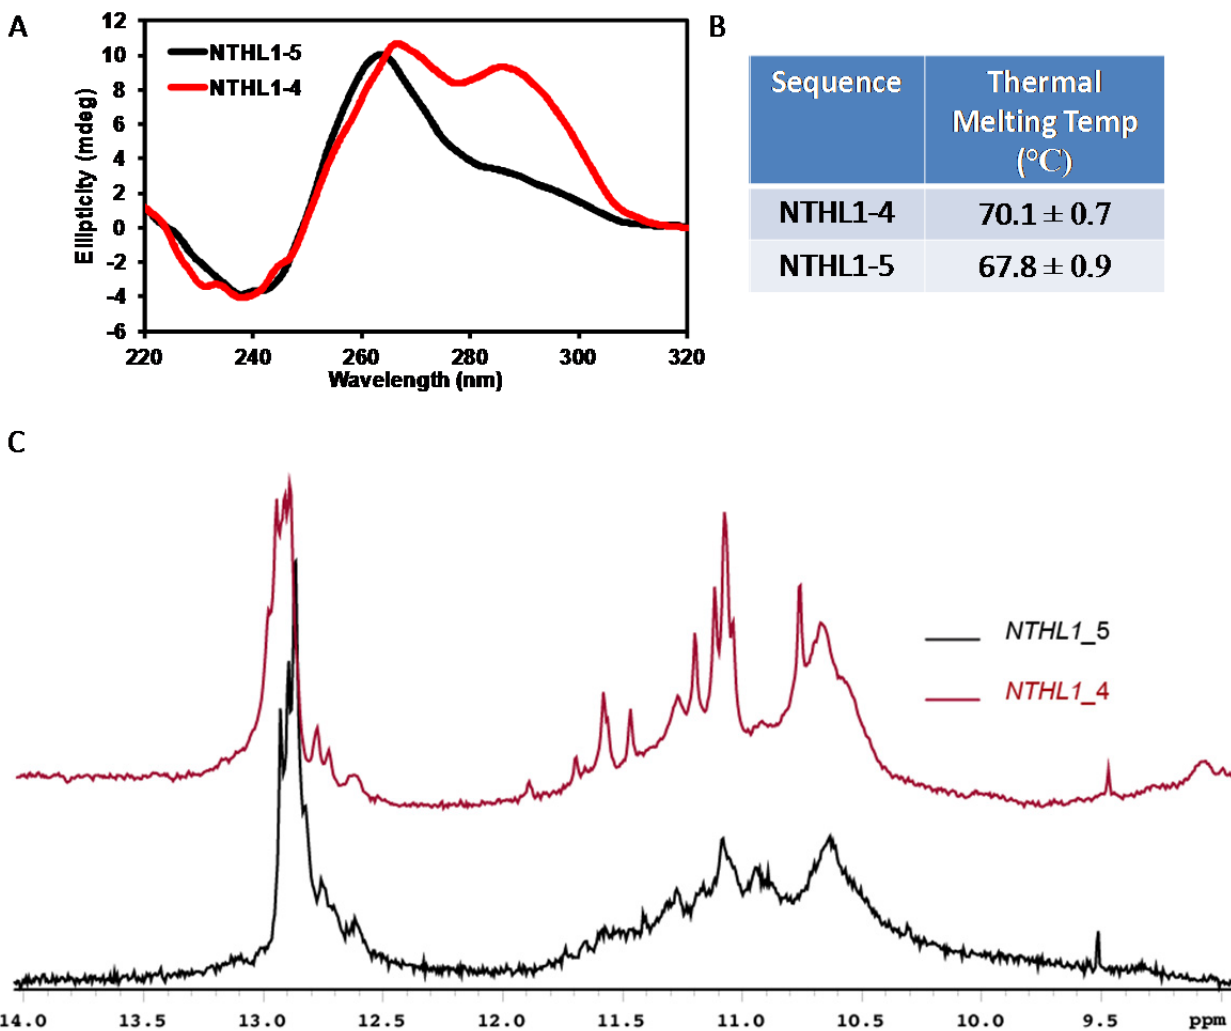 A
12
10
8
6
4
2
0
-2
-4
-6
Ellipticity (mdeg)
NTHL1-5
NTHL1-4
220 240 260 280 300 320
Wavelength (nm)
B
Sequence Thermal
Melting Temp
(°C)
NTHL1-4 70.1 ± 0.7
NTHL1-5 67.8 ± 0.9
C
NTHL1_5
NTHL1_4
14.0 13.5 13.0 12.5 12.0 11.5 11.0 10.5 10.0 9.5 ppm